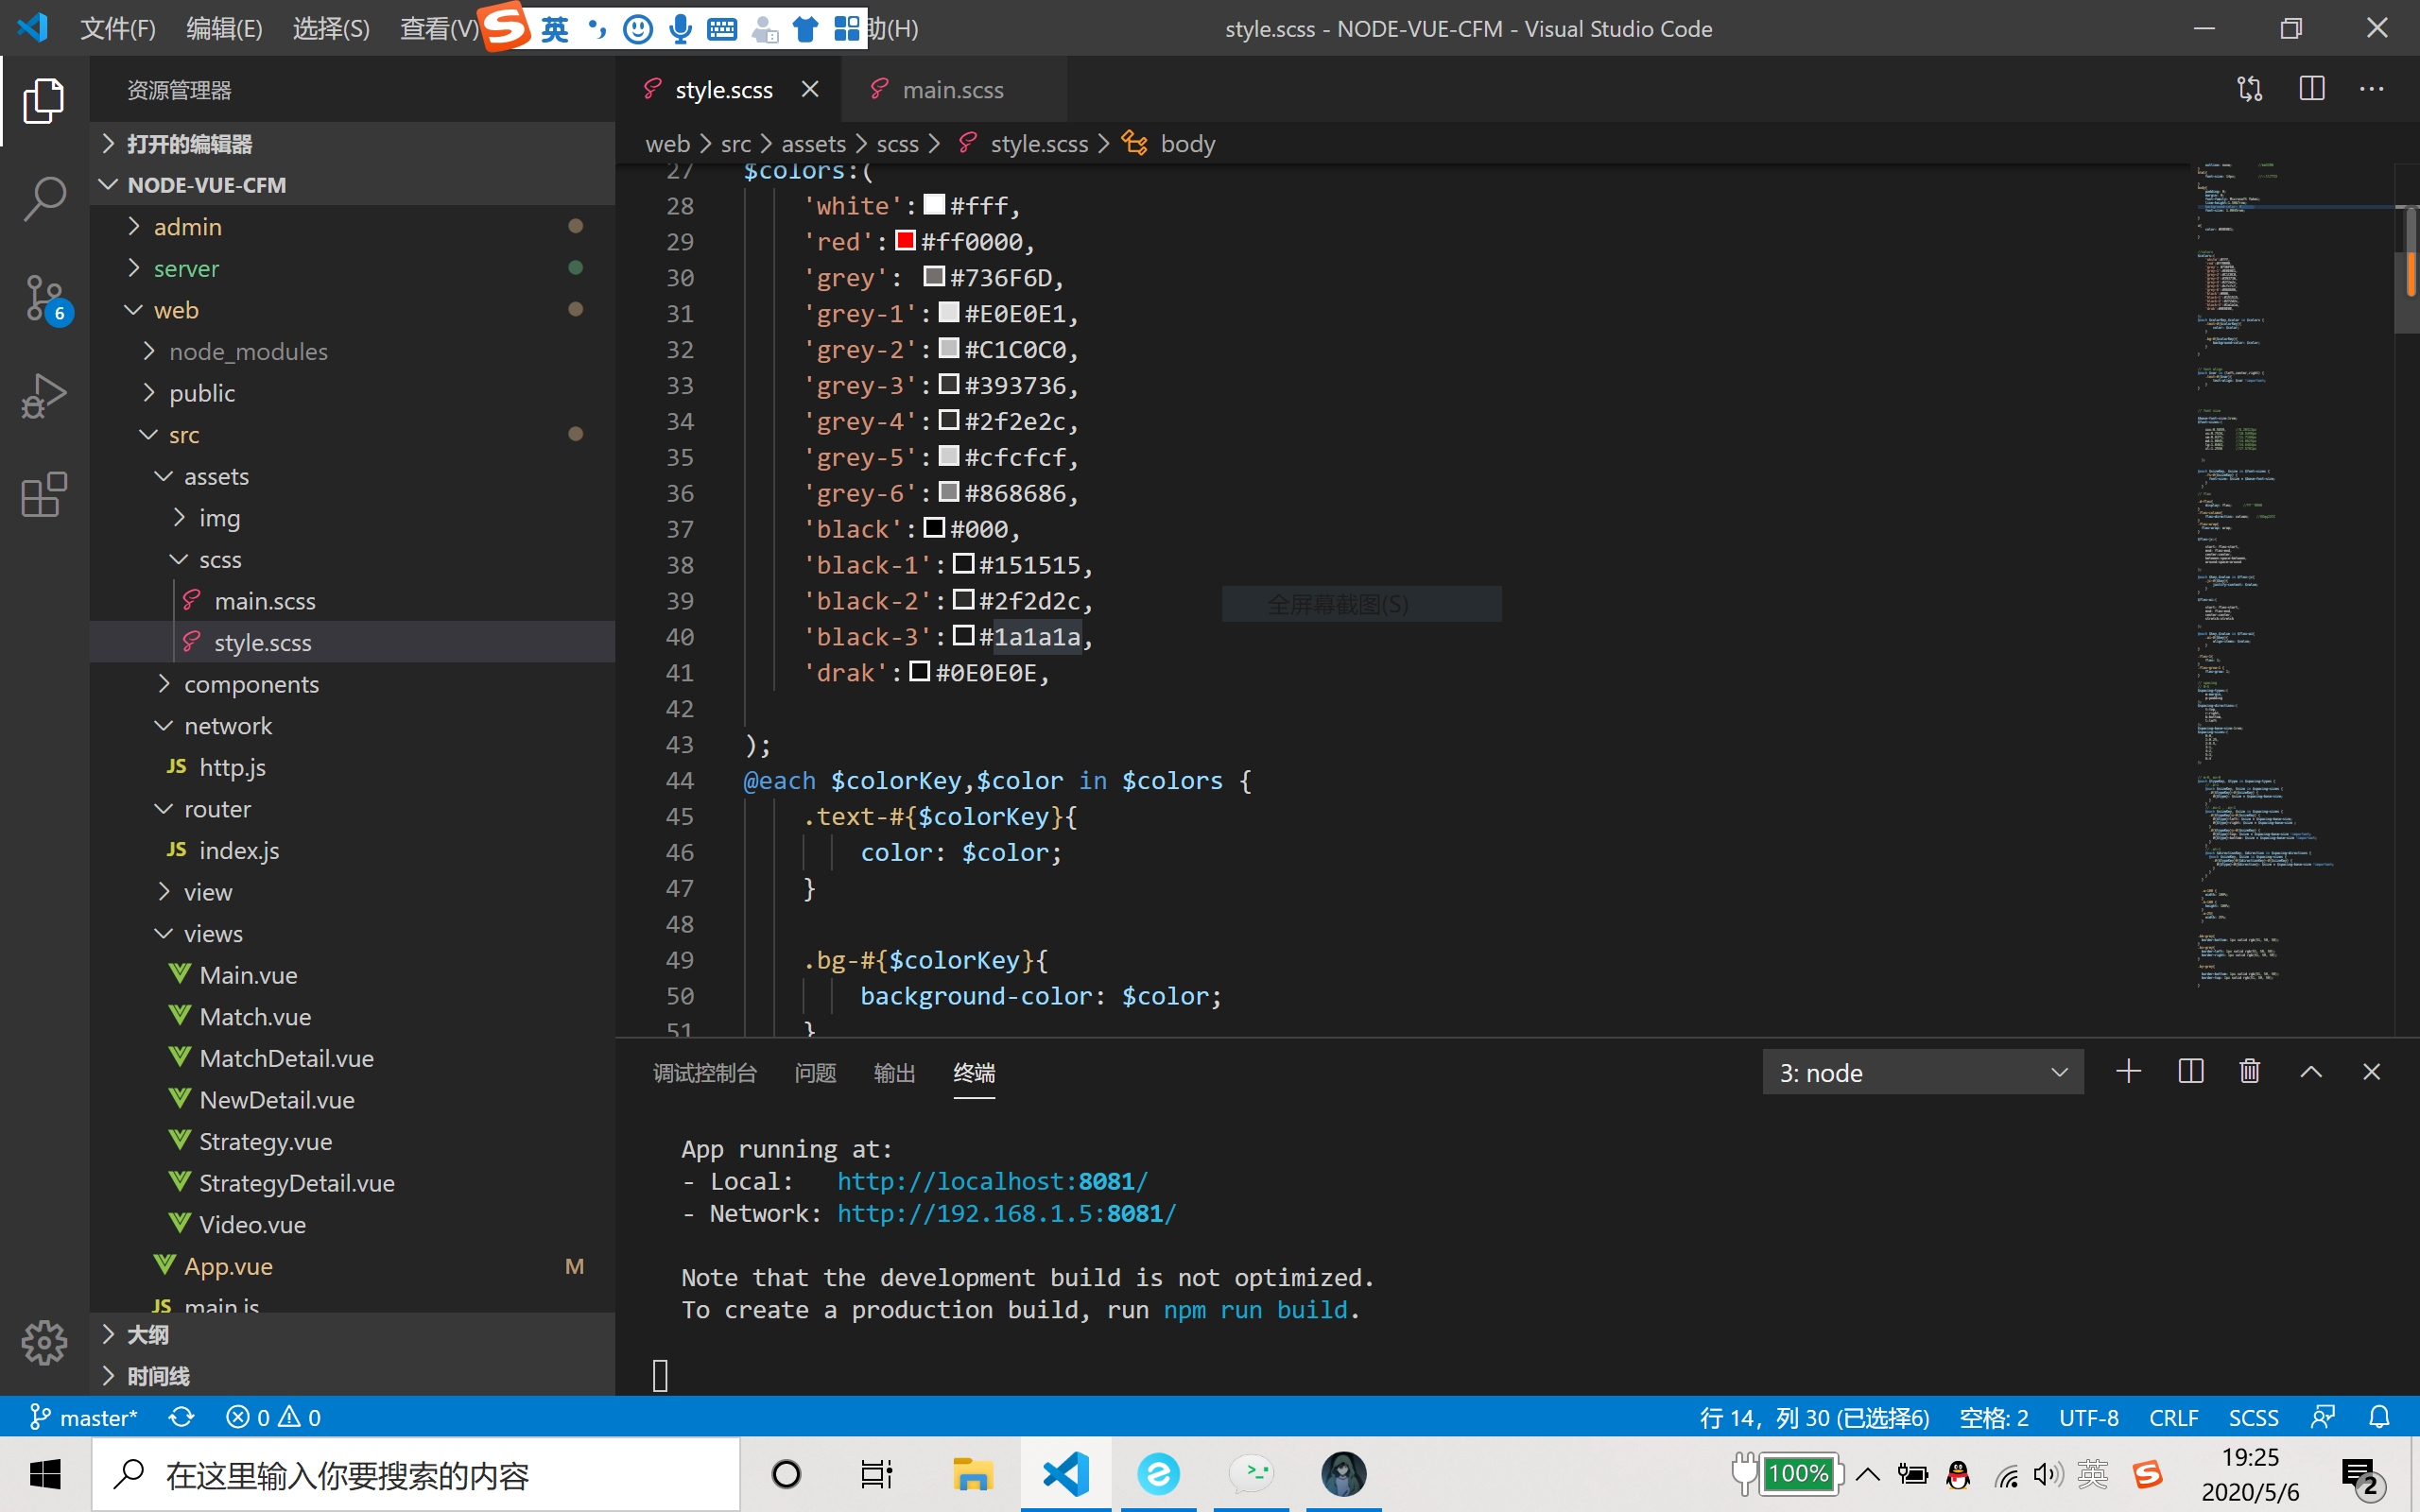 文件(F) 编辑(E) 选择(S) 查看(V) 英 助(H) style.scss - NODE-VUE-CFM - Visual Studio Code
资源管理器
style.scss
main.scss
web > src > assets > scss > style.scss > body
打开的编辑器
NODE-VUE-CFM
admin
server
web
node_modules
public
src
assets
img
scss
main.scss
style.scss
components
network
JS http.js
router
JS index.js
view
views
Main.vue
Match.vue
MatchDetail.vue
NewDetail.vue
Strategy.vue
StrategyDetail.vue
Video.vue
App.vue M
JS main.js
大纲
时间线
6
27 $colors:(
28 'white':#fff,
29 'red':#ff0000,
30 'grey': #736F6D,
31 'grey-1':#E0E0E1,
32 'grey-2':#C1C0C0,
33 'grey-3':#393736,
34 'grey-4':#2f2e2c,
35 'grey-5':#cfcfcf,
36 'grey-6':#868686,
37 'black':#000,
38 'black-1':#151515,
39 'black-2':#2f2d2c,
40 'black-3':#1a1a1a,
41 'drak':#0E0E0E,
42
43 );
44 @each $colorKey,$color in $colors {
45 .text-#{$colorKey}{
46 color: $color;
47 }
48
49 .bg-#{$colorKey}{
50 background-color: $color;
51 }
全屏幕截图(S)
调试控制台 问题 输出 终端 3: node
App running at:
- Local: http://localhost:8081/
- Network: http://192.168.1.5:8081/
Note that the development build is not optimized.
To create a production build, run npm run build.
master* 0 0 行 14，列 30 (已选择6) 空格: 2 UTF-8 CRLF SCSS
在这里输入你要搜索的内容
100% 英 19:25
2020/5/6
2